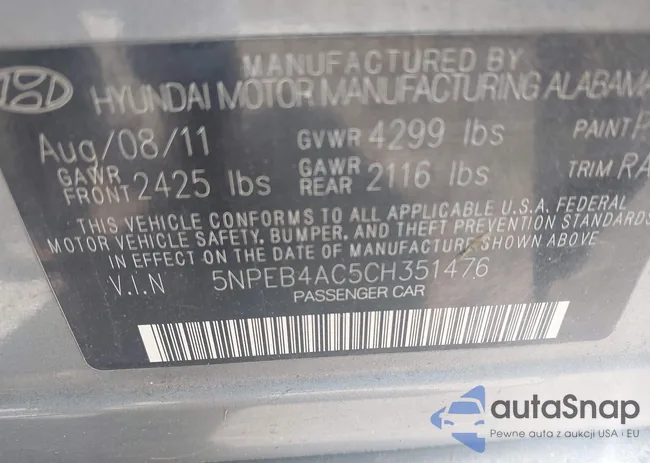 MANUFACTURED BY
HYUNDAI MOTOR MANUFACTURING ALABAMA
Aug/08/11 GVWR 4299 lbs PAINT
GAWR FRONT 2425 lbs GAWR REAR 2116 lbs TRIM RA
THIS VEHICLE CONFORMS TO ALL APPLICABLE U.S.A. FEDERAL
MOTOR VEHICLE SAFETY, BUMPER, AND THEFT PREVENTION STANDARDS
IN EFFECT ON THE DATE OF MANUFACTURE SHOWN ABOVE.
V.I.N 5NPEB4AC5CH351476
PASSENGER CAR
autaSnap
Pewne auta z aukcji USA i EU